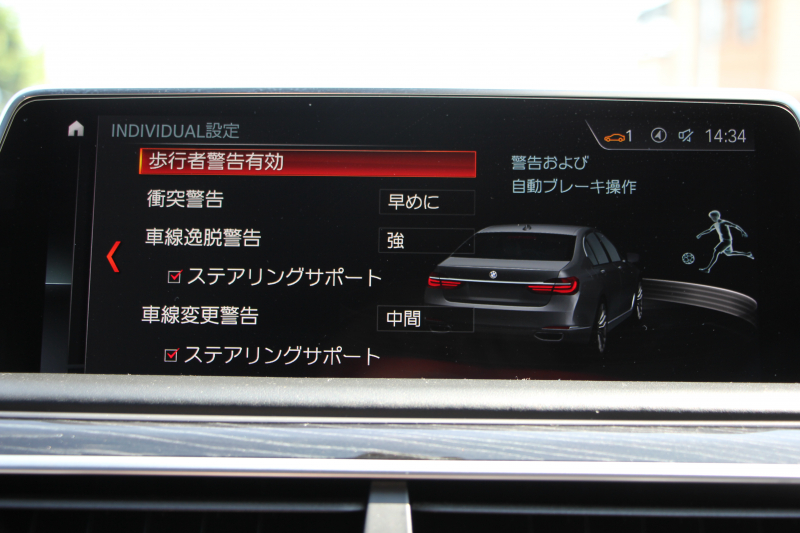 INDIVIDUAL設定
1 14:34
歩行者警告有効
警告および
自動ブレーキ操作
衝突警告 早めに
車線逸脱警告 強
ステアリングサポート
車線変更警告 中間
ステアリングサポート